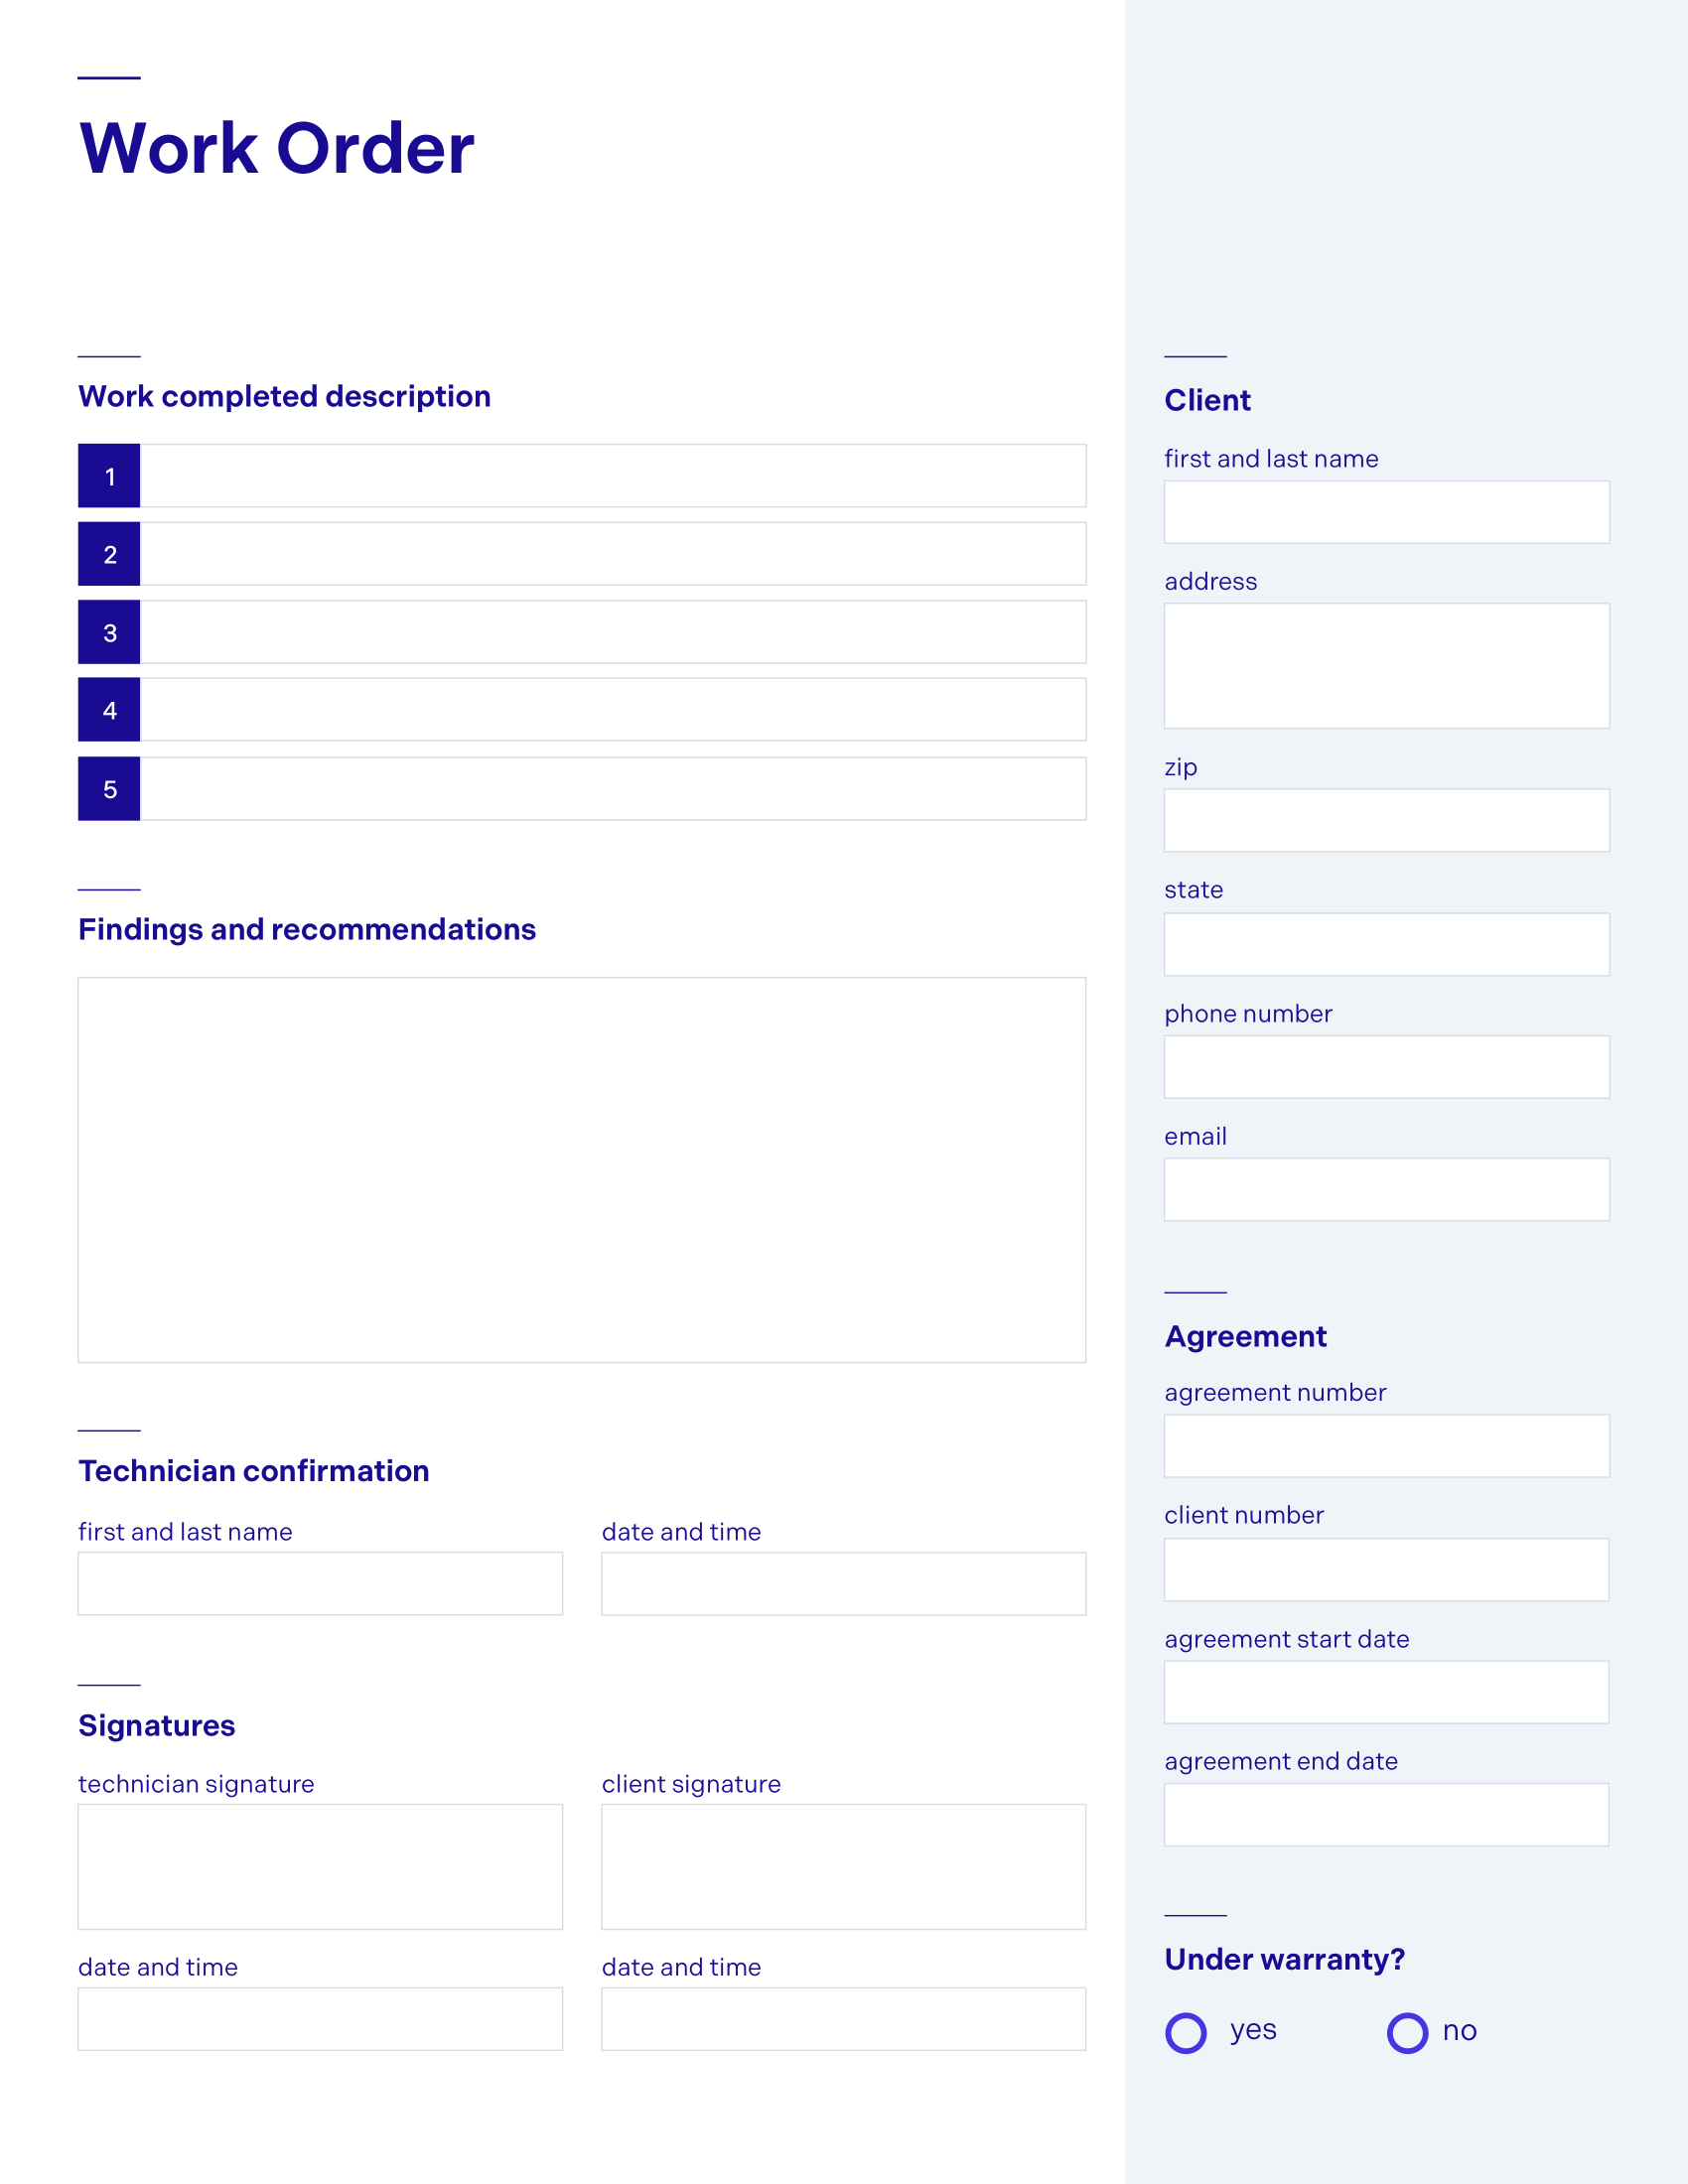 Work Order
Work completed description
1
2
3
4
5
Findings and recommendations
Technician confirmation
first and last name
date and time
Signatures
technician signature
client signature
date and time
date and time
Client
first and last name
address
zip
state
phone number
email
Agreement
agreement number
client number
agreement start date
agreement end date
Under warranty?
yes
no